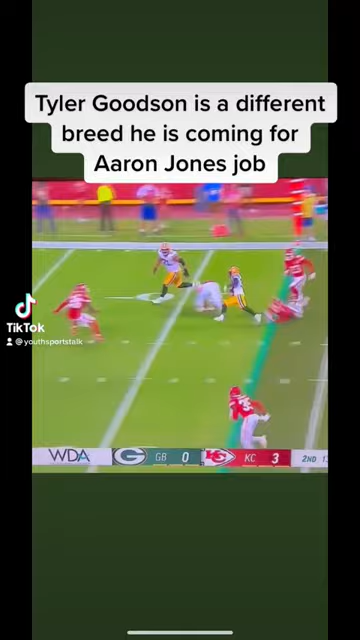 Tyler Goodson is a different
breed he is coming for
Aaron Jones job
TikTok
@youthsportstalk
WDA GB 0 KC 3 2ND